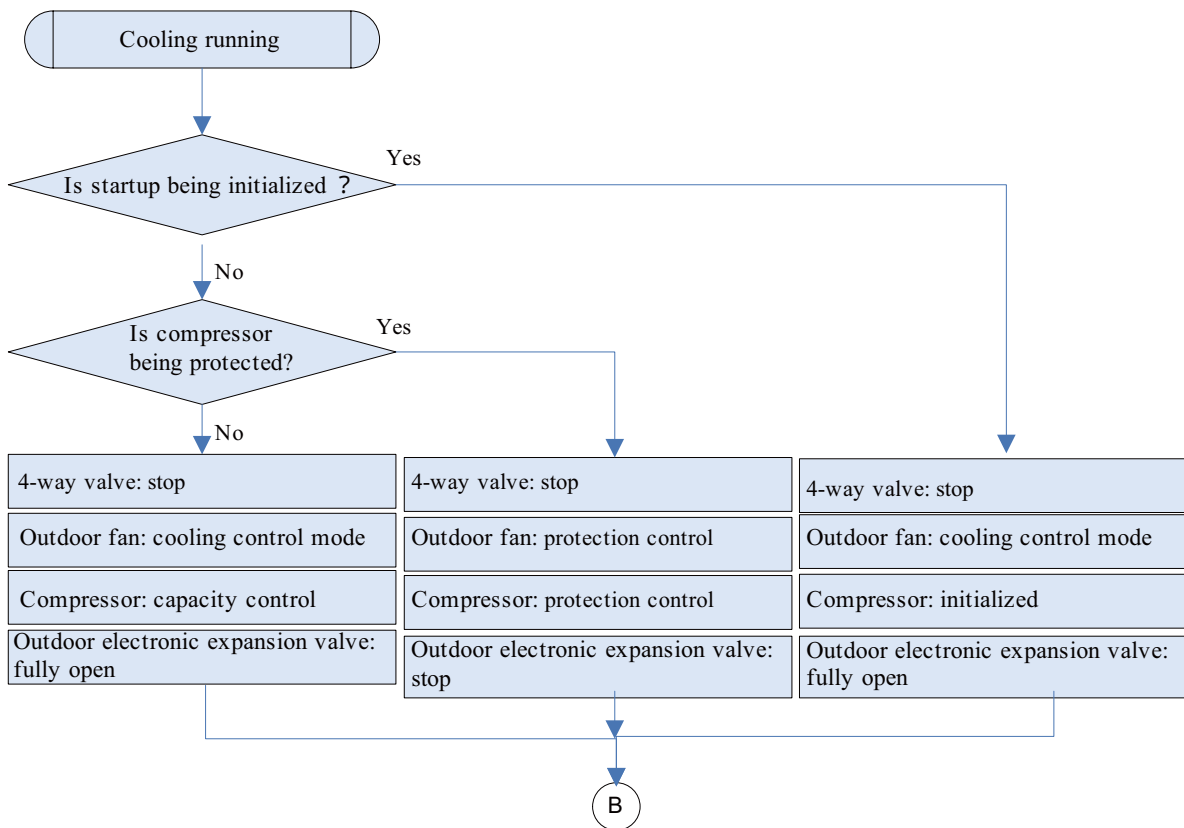 Cooling running
Yes
Is startup being initialized ?
No
Is compressor
being protected?
Yes
No
4-way valve: stop
Outdoor fan: cooling control mode
Compressor: capacity control
Outdoor electronic expansion valve:
fully open
4-way valve: stop
Outdoor fan: protection control
Compressor: protection control
Outdoor electronic expansion valve:
stop
4-way valve: stop
Outdoor fan: cooling control mode
Compressor: initialized
Outdoor electronic expansion valve:
fully open
B